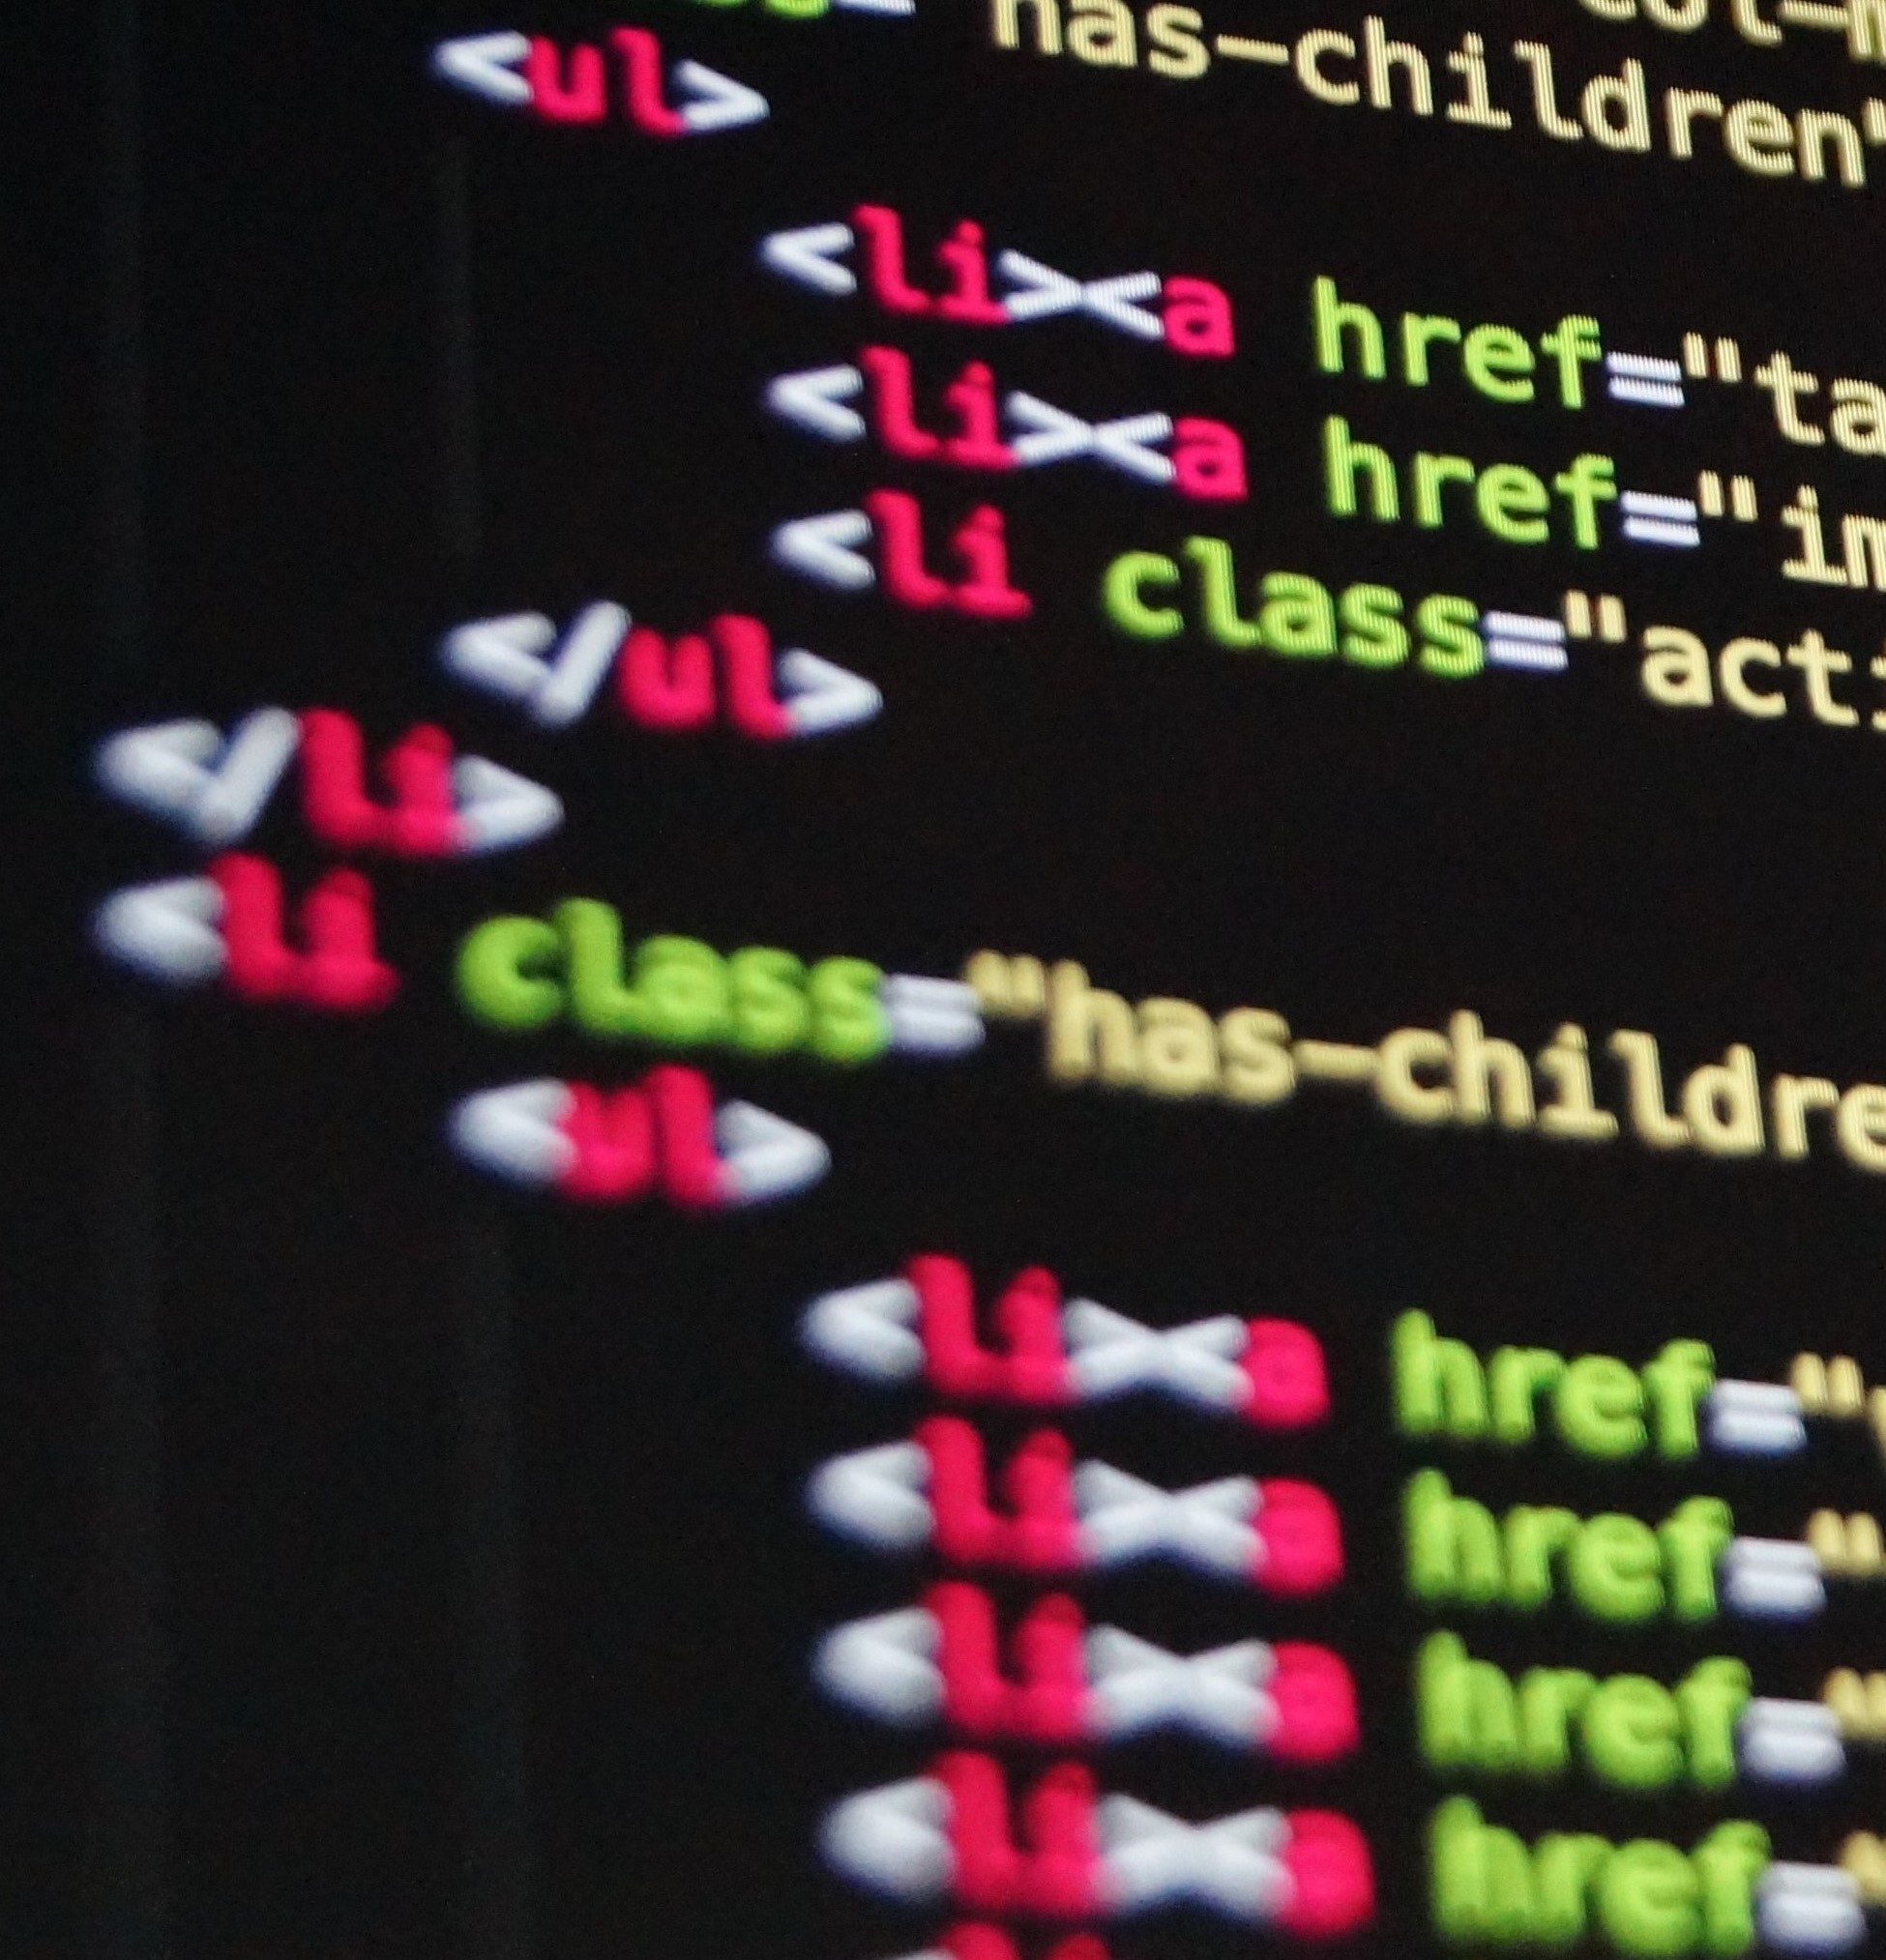 col-
has-children"
<ul>
<li><a href="ta
<li><a href="im
<li class="acti
</ul>
</li>
<li class="has-childre
<ul>
<li><a href="
<li><a href="
<li><a href="
<li><a href="